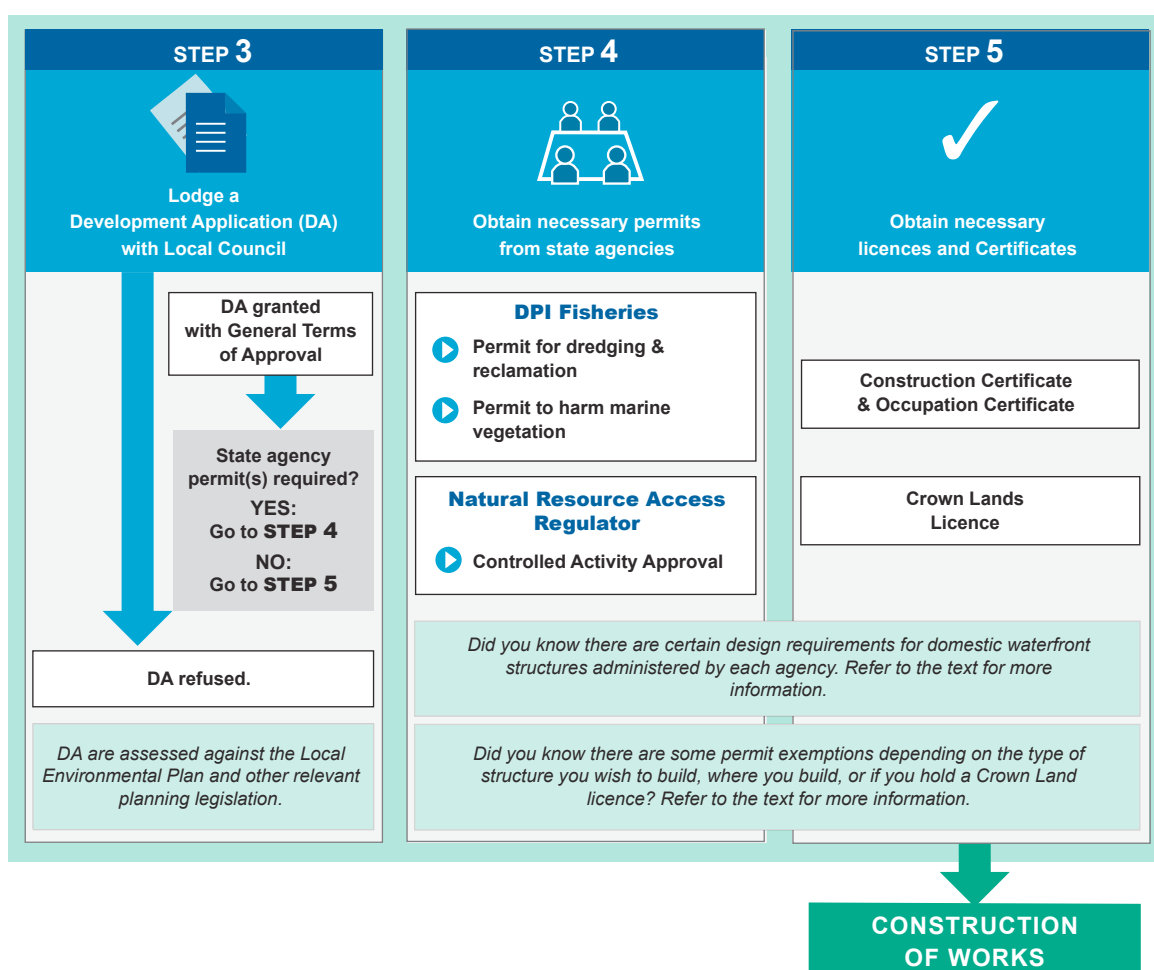 STEP 3
Lodge a
Development Application (DA)
with Local Council
DA granted
with General Terms
of Approval
State agency
permit(s) required?
YES:
Go to STEP 4
NO:
Go to STEP 5
DA refused.
DA are assessed against the Local
Environmental Plan and other relevant
planning legislation.
STEP 4
Obtain necessary permits
from state agencies
DPI Fisheries
Permit for dredging &
reclamation
Permit to harm marine
vegetation
Natural Resource Access
Regulator
Controlled Activity Approval
STEP 5
Obtain necessary
licences and Certificates
Construction Certificate
& Occupation Certificate
Crown Lands
Licence
Did you know there are certain design requirements for domestic waterfront
structures administered by each agency. Refer to the text for more
information.
Did you know there are some permit exemptions depending on the type of
structure you wish to build, where you build, or if you hold a Crown Land
licence? Refer to the text for more information.
CONSTRUCTION
OF WORKS